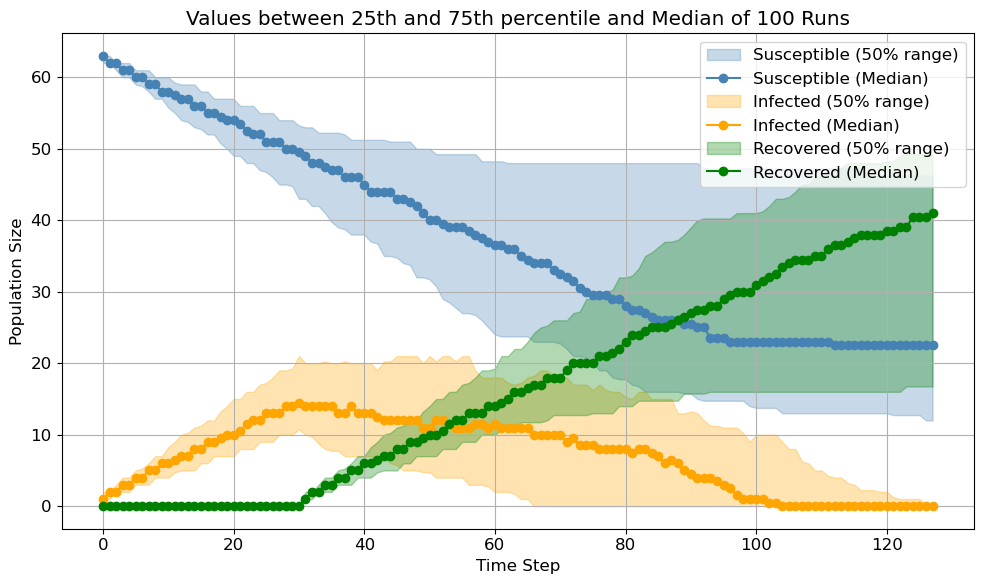 Values between 25th and 75th percentile and Median of 100 Runs
Susceptible (50% range)
Susceptible (Median)
Infected (50% range)
Infected (Median)
Recovered (50% range)
Recovered (Median)
Population Size
60
50
40
30
20
10
0
0
20
40
60
80
100
120
Time Step